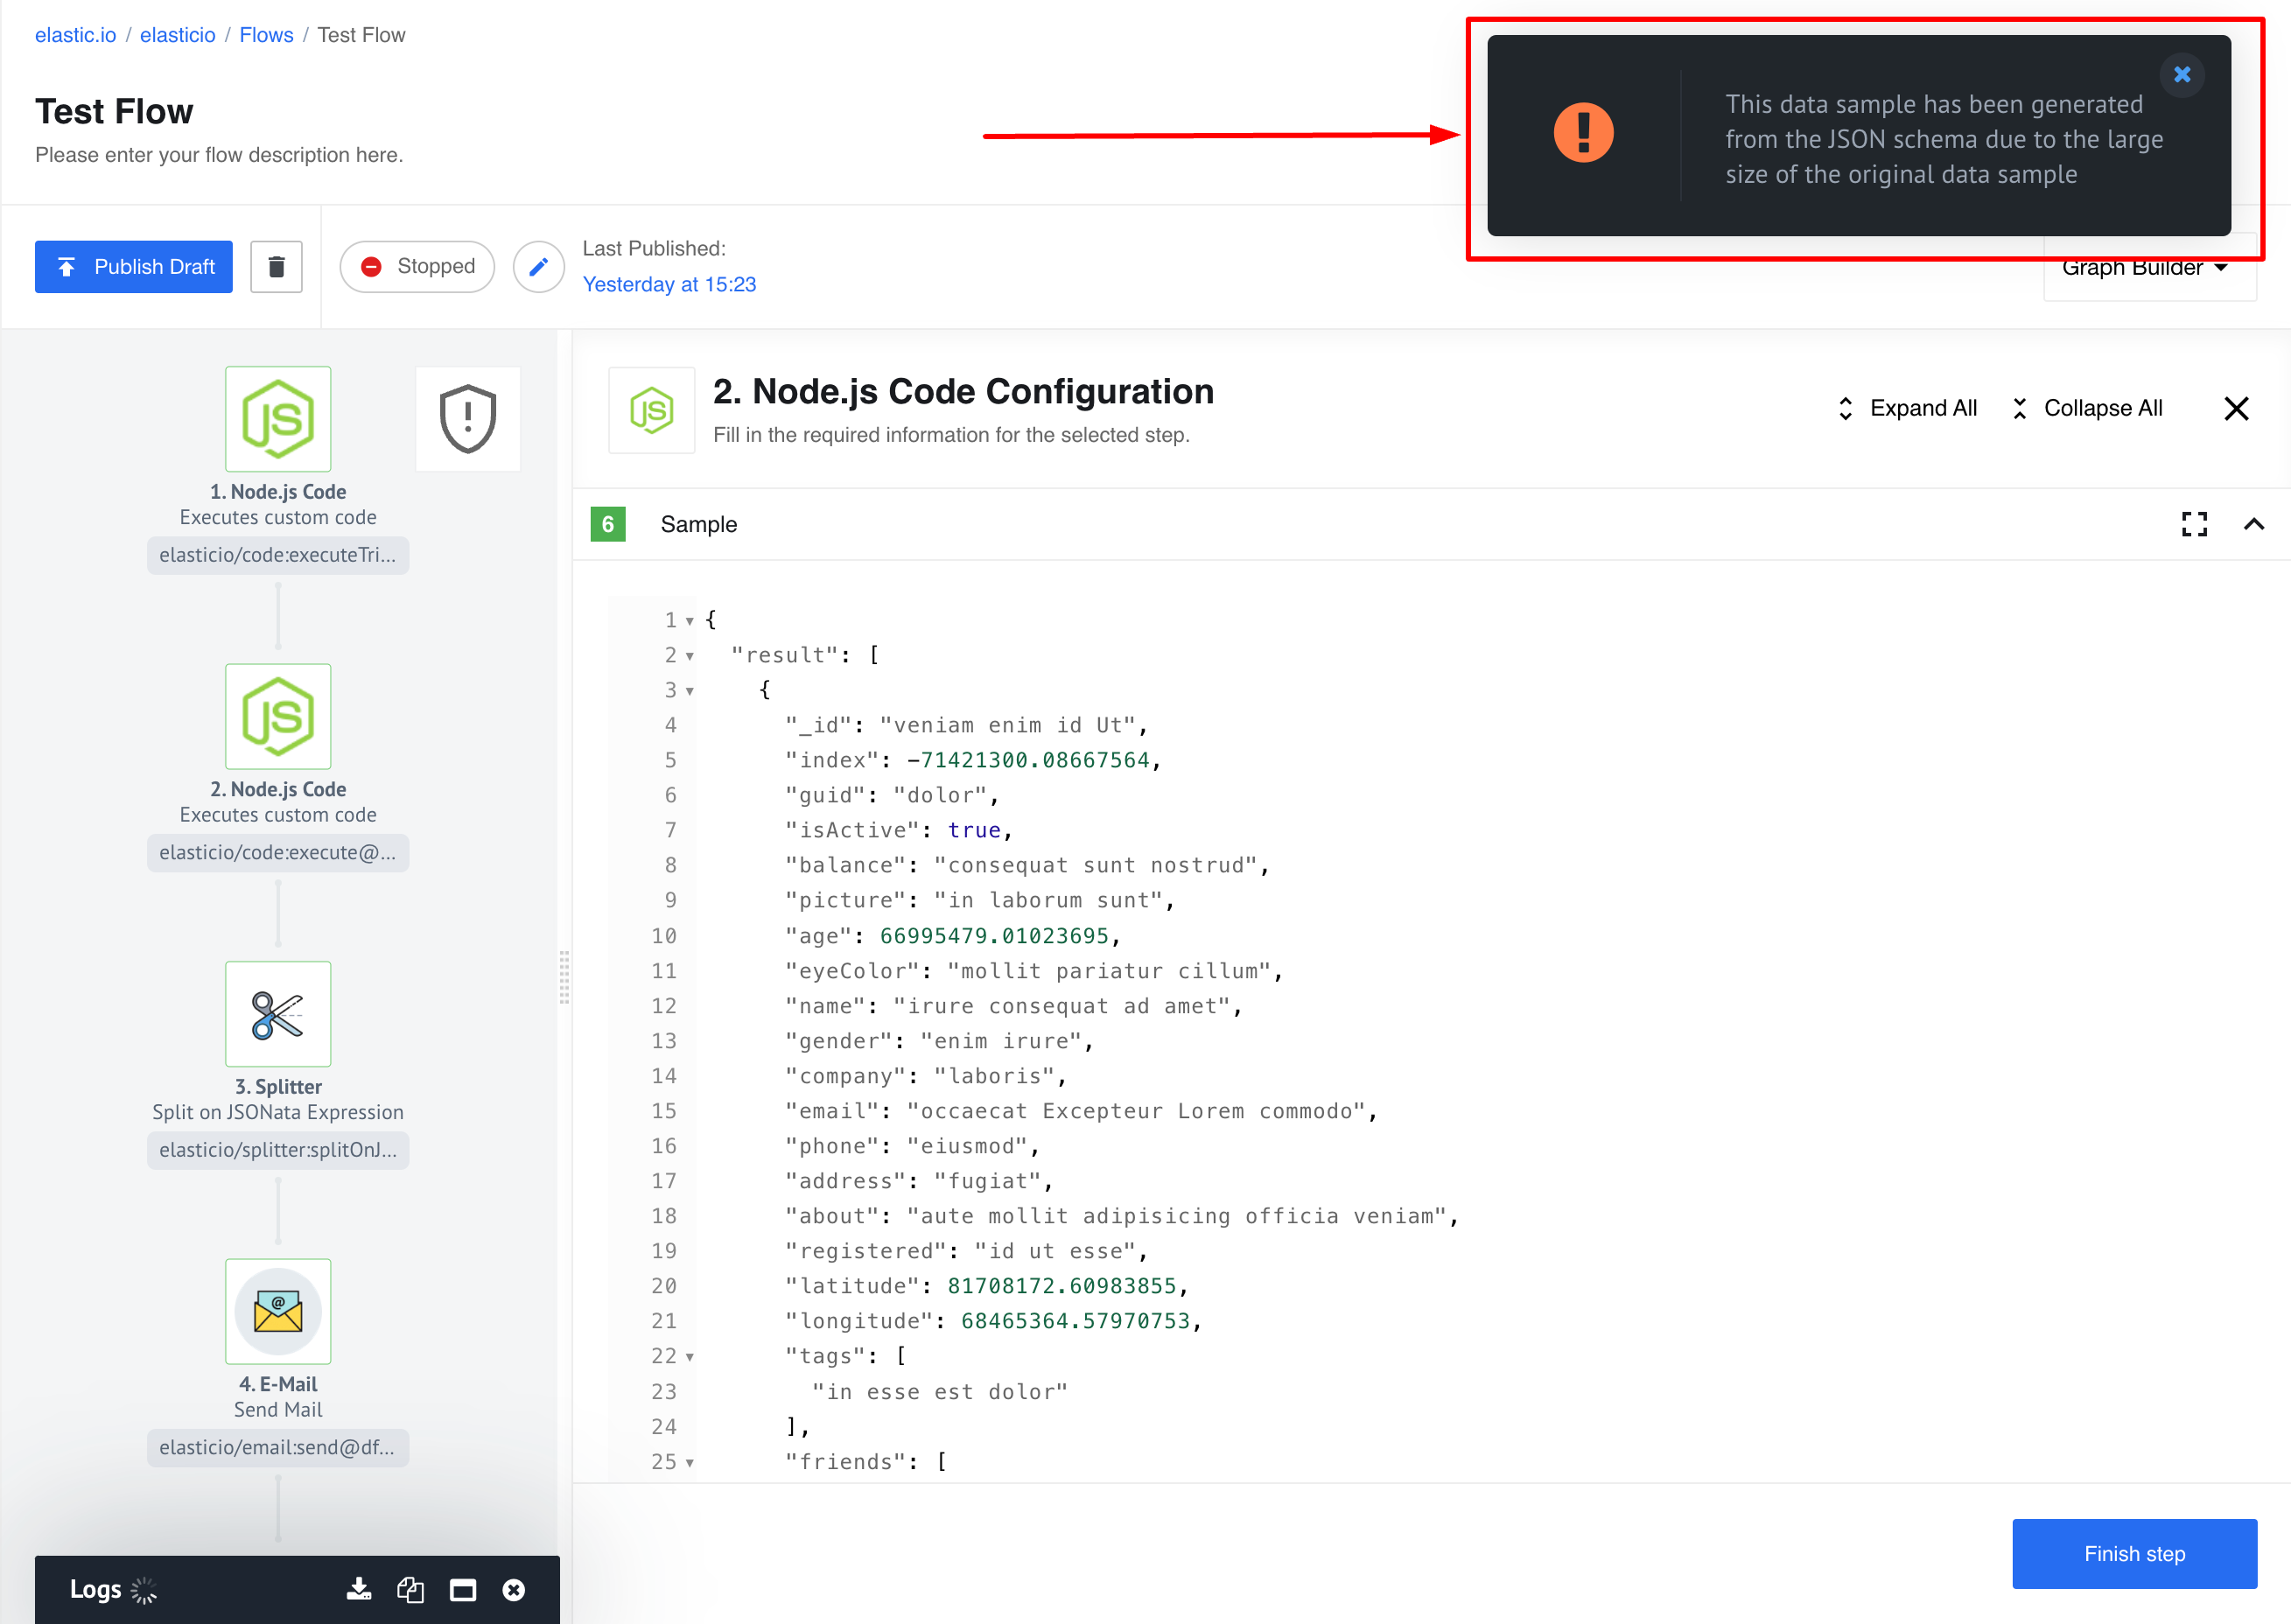 elastic.io / elasticio / Flows / Test Flow
Test Flow
Please enter your flow description here.
This data sample has been generated
from the JSON schema due to the large
size of the original data sample
Publish Draft
Stopped
Last Published:
Yesterday at 15:23
Graph Builder
JS
1. Node.js Code
Executes custom code
elasticio/code:executeTri...
JS
2. Node.js Code
Executes custom code
elasticio/code:execute@...
3. Splitter
Split on JSONata Expression
elasticio/splitter:splitOnJ...
@
4. E-Mail
Send Mail
elasticio/email:send@df...
Logs
JS
2. Node.js Code Configuration
Fill in the required information for the selected step.
Expand All
Collapse All
6 Sample
1 {
2 "result": [
3 {
4 "_id": "veniam enim id Ut",
5 "index": -71421300.08667564,
6 "guid": "dolor",
7 "isActive": true,
8 "balance": "consequat sunt nostrud",
9 "picture": "in laborum sunt",
10 "age": 66995479.01023695,
11 "eyeColor": "mollit pariatur cillum",
12 "name": "irure consequat ad amet",
13 "gender": "enim irure",
14 "company": "laboris",
15 "email": "occaecat Excepteur Lorem commodo",
16 "phone": "eiusmod",
17 "address": "fugiat",
18 "about": "aute mollit adipisicing officia veniam",
19 "registered": "id ut esse",
20 "latitude": 81708172.60983855,
21 "longitude": 68465364.57970753,
22 "tags": [
23 "in esse est dolor"
24 ],
25 "friends": [
Finish step